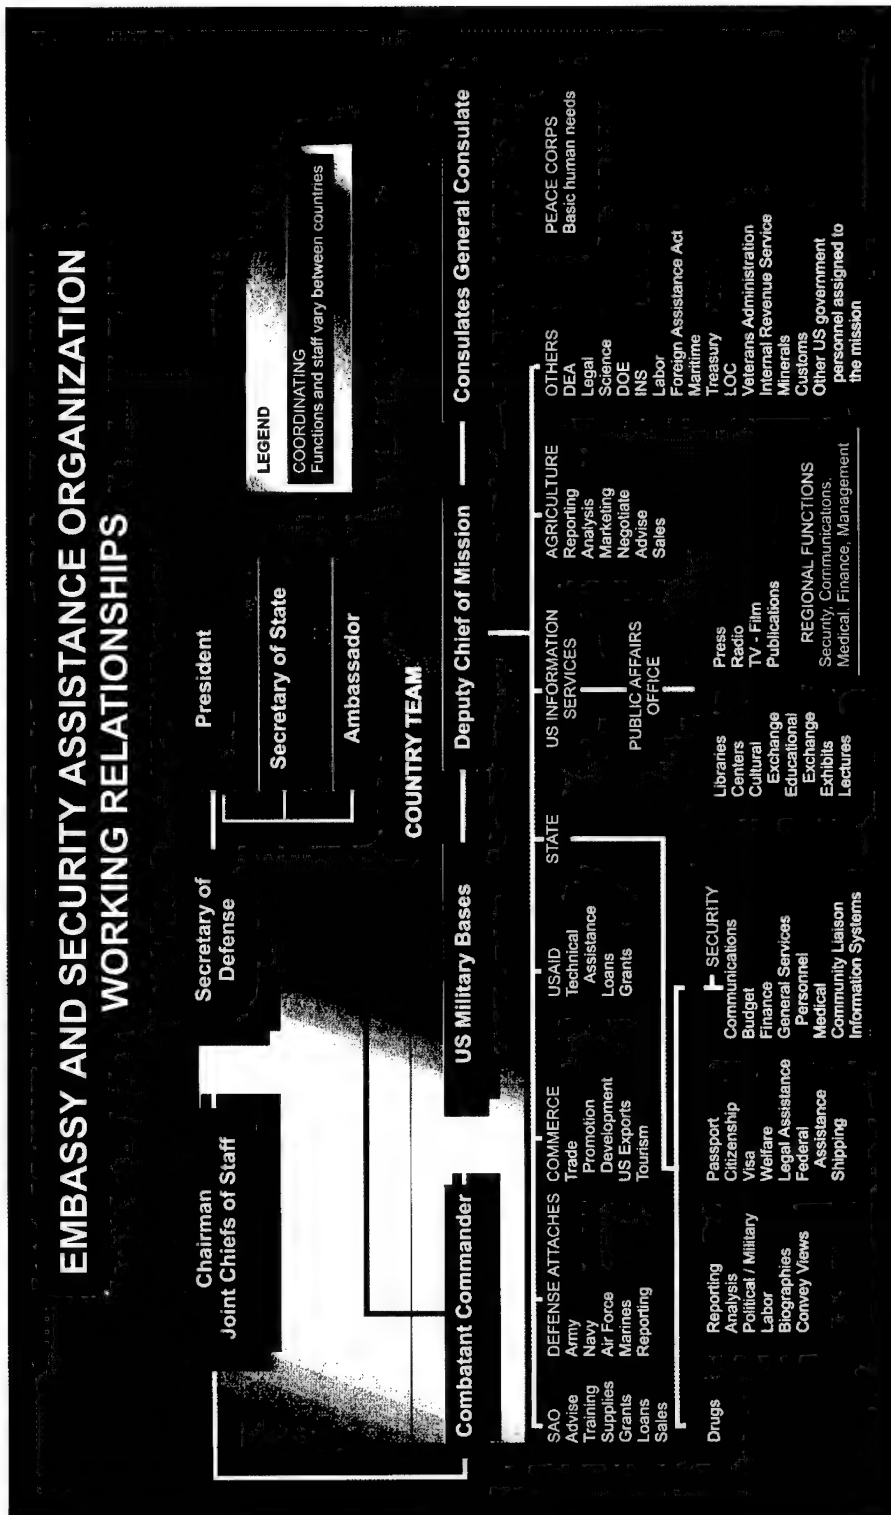 EMBASSY AND SECURITY ASSISTANCE ORGANIZATION
WORKING RELATIONSHIPS
Chairman
Joint Chiefs of Staff
Secretary of
Defense
President
Secretary of State
Ambassador
LEGEND
COORDINATING
Functions and staff vary between countries
COUNTRY TEAM
Combatant Commander
US Military Bases
Deputy Chief of Mission
Consulates General Consulate
SAO
Advise
Training
Supplies
Grants
Loans
Sales
DEFENSE ATTACHES
Army
Navy
Air Force
Marines
Reporting
COMMERCE
Trade
Promotion
Development
US Exports
Tourism
USAID
Technical
Assistance
Loans
Grants
STATE
US INFORMATION
SERVICES
PUBLIC AFFAIRS
OFFICE
AGRICULTURE
Reporting
Analysis
Marketing
Negotiate
Advise
Sales
OTHERS
DEA
Legal
Science
DOE
INS
Labor
Foreign Assistance Act
Maritime
Treasury
LOC
Veterans Administration
Internal Revenue Service
Minerals
Customs
Other US government
personnel assigned to
the mission
PEACE CORPS
Basic human needs
Drugs
Reporting
Analysis
Political / Military
Labor
Biographies
Convey Views
Passport
Citizenship
Visa
Welfare
Legal Assistance
Federal
Assistance
Shipping
SECURITY
Communications
Budget
Finance
General Services
Personnel
Medical
Community Liaison
Information Systems
Libraries
Centers
Cultural
Exchange
Educational
Exchange
Exhibits
Lectures
Press
Radio
TV - Film
Publications
REGIONAL FUNCTIONS
Security, Communications,
Medical, Finance, Management